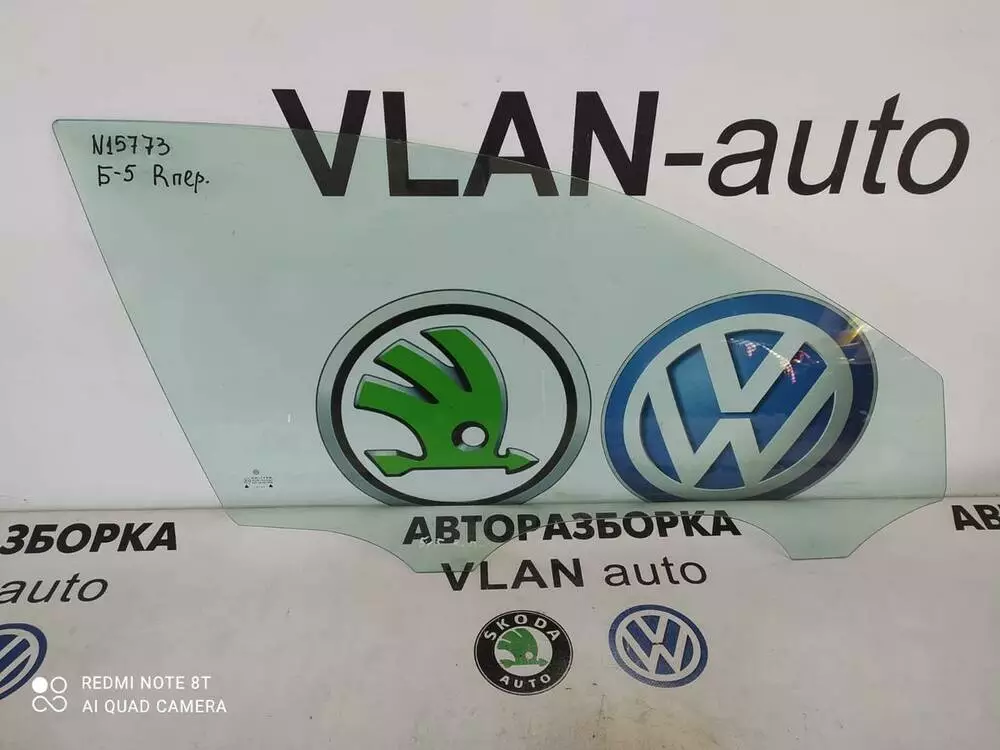 VLAN-auto
N15773
Б-5 Rпер.
АВТОРАЗБОРКА
VLAN auto
ЗБОРКА
auto
АВ
SKODA
AUTO
REDMI NOTE 8T
AI QUAD CAMERA